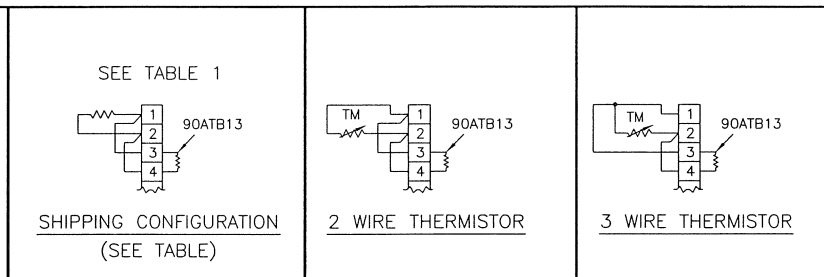 SEE TABLE 1
1
2
3
4
90ATB13
SHIPPING CONFIGURATION
(SEE TABLE)
TM
1
2
3
4
90ATB13
2 WIRE THERMISTOR
TM
1
2
3
4
90ATB13
3 WIRE THERMISTOR